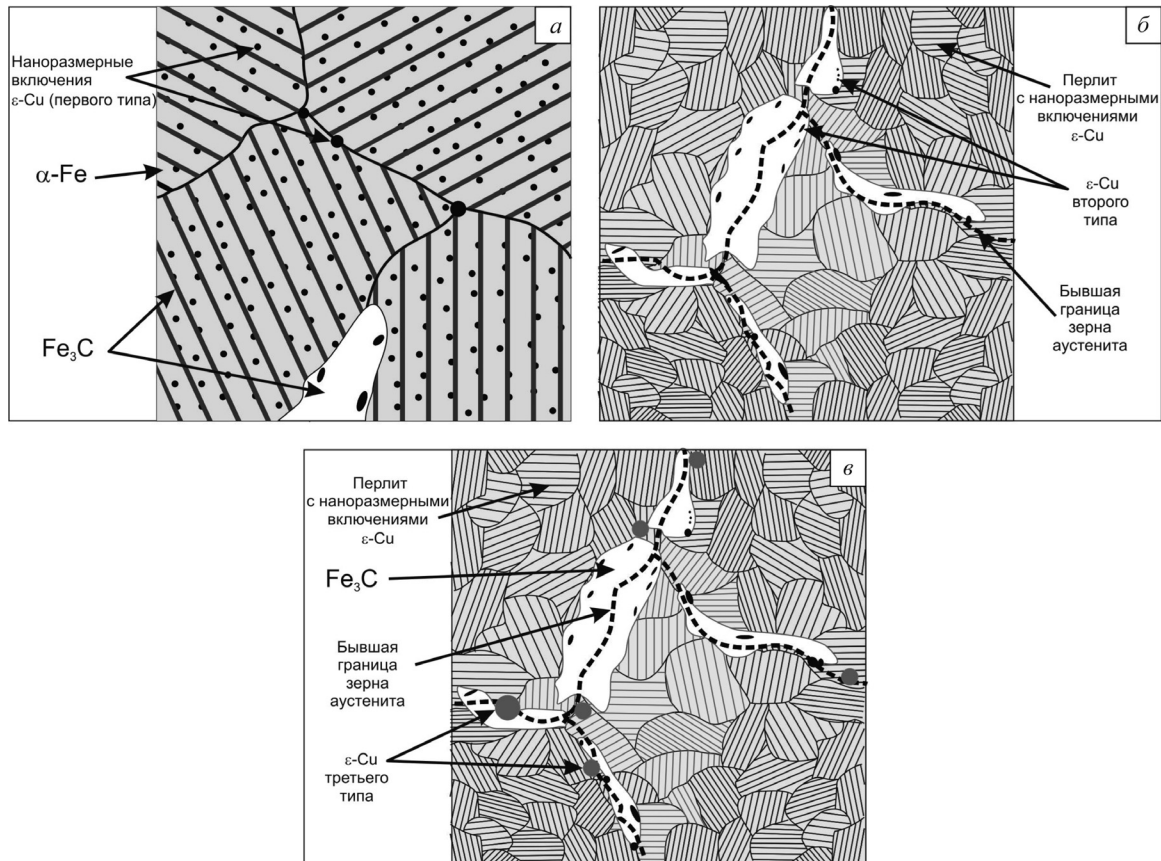 а
Наноразмерные
включения
ε-Cu (первого типа)
α-Fe
Fe₃C
б
Перлит
с наноразмерными
включениями
ε-Cu
ε-Cu
второго
типа
Бывшая
граница
зерна
аустенита
в
Перлит
с наноразмерными
включениями
ε-Cu
Fe₃C
Бывшая
граница
зерна
аустенита
ε-Cu
третьего
типа